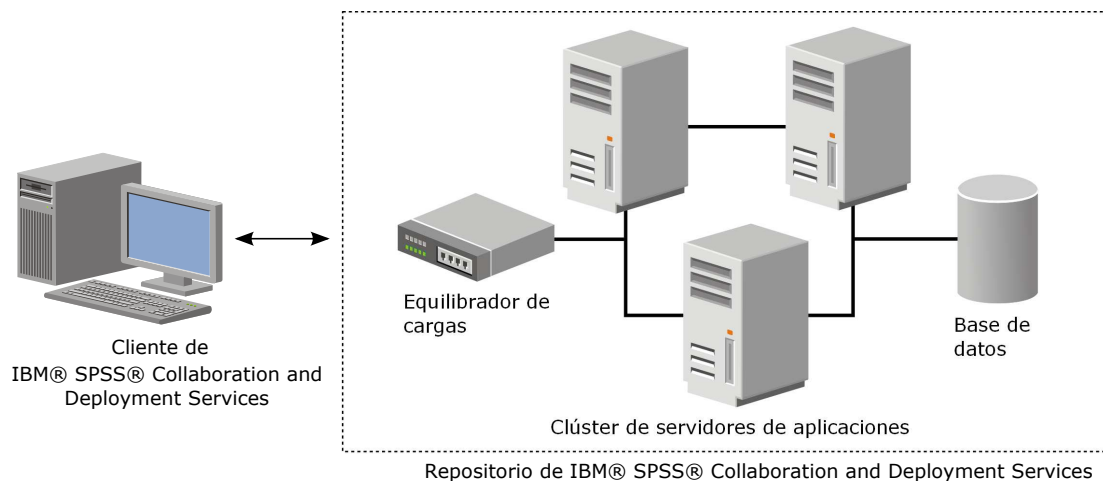 Equilibrador de
cargas
Base de
datos
Cliente de
IBM® SPSS® Collaboration and
Deployment Services
Clúster de servidores de aplicaciones
Repositorio de IBM® SPSS® Collaboration and Deployment Services